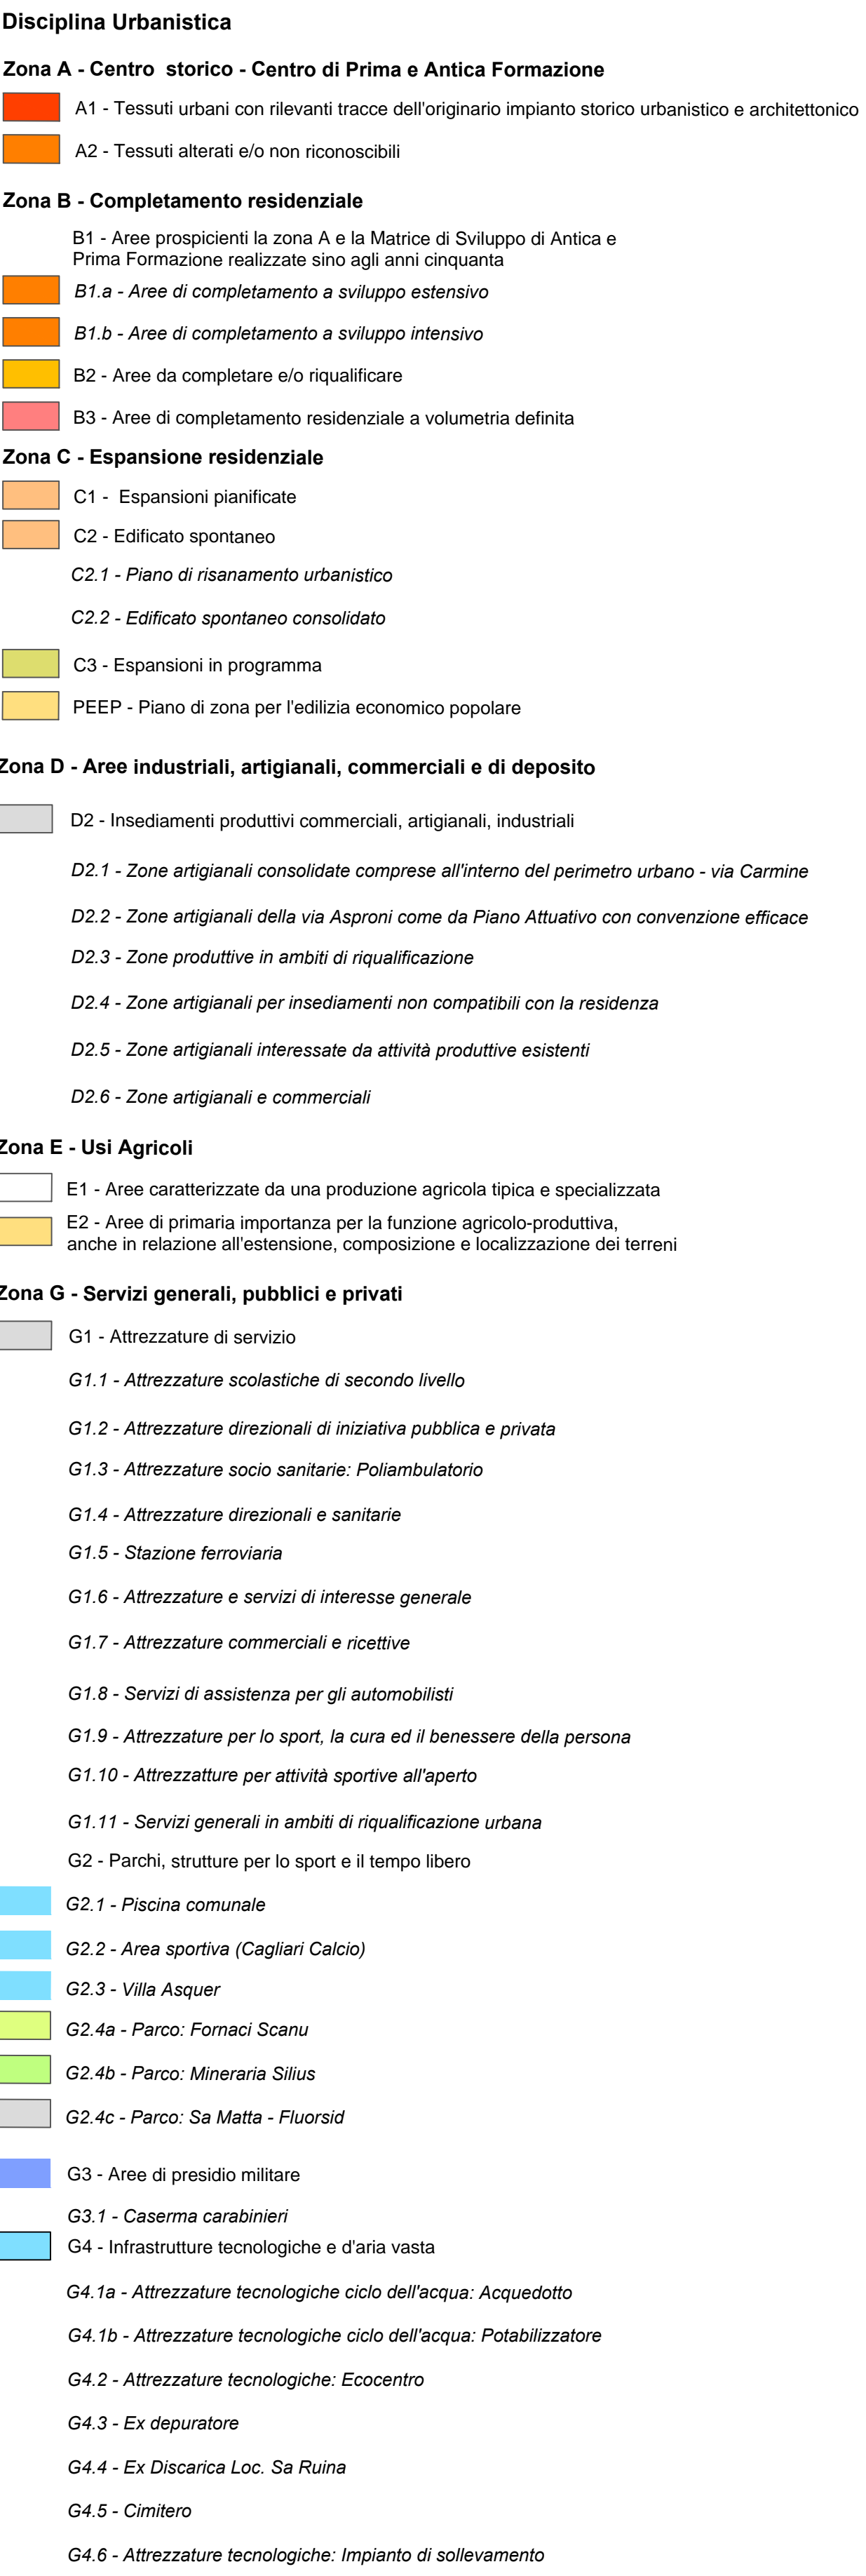 Disciplina Urbanistica
Zona A - Centro storico - Centro di Prima e Antica Formazione
A1 - Tessuti urbani con rilevanti tracce dell'originario impianto storico urbanistico e architettonico
A2 - Tessuti alterati e/o non riconoscibili
Zona B - Completamento residenziale
B1 - Aree prospicienti la zona A e la Matrice di Sviluppo di Antica e
Prima Formazione realizzate sino agli anni cinquanta
B1.a - Aree di completamento a sviluppo estensivo
B1.b - Aree di completamento a sviluppo intensivo
B2 - Aree da completare e/o riqualificare
B3 - Aree di completamento residenziale a volumetria definita
Zona C - Espansione residenziale
C1 - Espansioni pianificate
C2 - Edificato spontaneo
C2.1 - Piano di risanamento urbanistico
C2.2 - Edificato spontaneo consolidato
C3 - Espansioni in programma
PEEP - Piano di zona per l'edilizia economico popolare
Zona D - Aree industriali, artigianali, commerciali e di deposito
D2 - Insediamenti produttivi commerciali, artigianali, industriali
D2.1 - Zone artigianali consolidate comprese all'interno del perimetro urbano - via Carmine
D2.2 - Zone artigianali della via Asproni come da Piano Attuativo con convenzione efficace
D2.3 - Zone produttive in ambiti di riqualificazione
D2.4 - Zone artigianali per insediamenti non compatibili con la residenza
D2.5 - Zone artigianali interessate da attività produttive esistenti
D2.6 - Zone artigianali e commerciali
Zona E - Usi Agricoli
E1 - Aree caratterizzate da una produzione agricola tipica e specializzata
E2 - Aree di primaria importanza per la funzione agricolo-produttiva,
anche in relazione all'estensione, composizione e localizzazione dei terreni
Zona G - Servizi generali, pubblici e privati
G1 - Attrezzature di servizio
G1.1 - Attrezzature scolastiche di secondo livello
G1.2 - Attrezzature direzionali di iniziativa pubblica e privata
G1.3 - Attrezzature socio sanitarie: Poliambulatorio
G1.4 - Attrezzature direzionali e sanitarie
G1.5 - Stazione ferroviaria
G1.6 - Attrezzature e servizi di interesse generale
G1.7 - Attrezzature commerciali e ricettive
G1.8 - Servizi di assistenza per gli automobilisti
G1.9 - Attrezzature per lo sport, la cura ed il benessere della persona
G1.10 - Attrezzatture per attività sportive all'aperto
G1.11 - Servizi generali in ambiti di riqualificazione urbana
G2 - Parchi, strutture per lo sport e il tempo libero
G2.1 - Piscina comunale
G2.2 - Area sportiva (Cagliari Calcio)
G2.3 - Villa Asquer
G2.4a - Parco: Fornaci Scanu
G2.4b - Parco: Mineraria Silius
G2.4c - Parco: Sa Matta - Fluorsid
G3 - Aree di presidio militare
G3.1 - Caserma carabinieri
G4 - Infrastrutture tecnologiche e d'aria vasta
G4.1a - Attrezzature tecnologiche ciclo dell'acqua: Acquedotto
G4.1b - Attrezzature tecnologiche ciclo dell'acqua: Potabilizzatore
G4.2 - Attrezzature tecnologiche: Ecocentro
G4.3 - Ex depuratore
G4.4 - Ex Discarica Loc. Sa Ruina
G4.5 - Cimitero
G4.6 - Attrezzature tecnologiche: Impianto di sollevamento